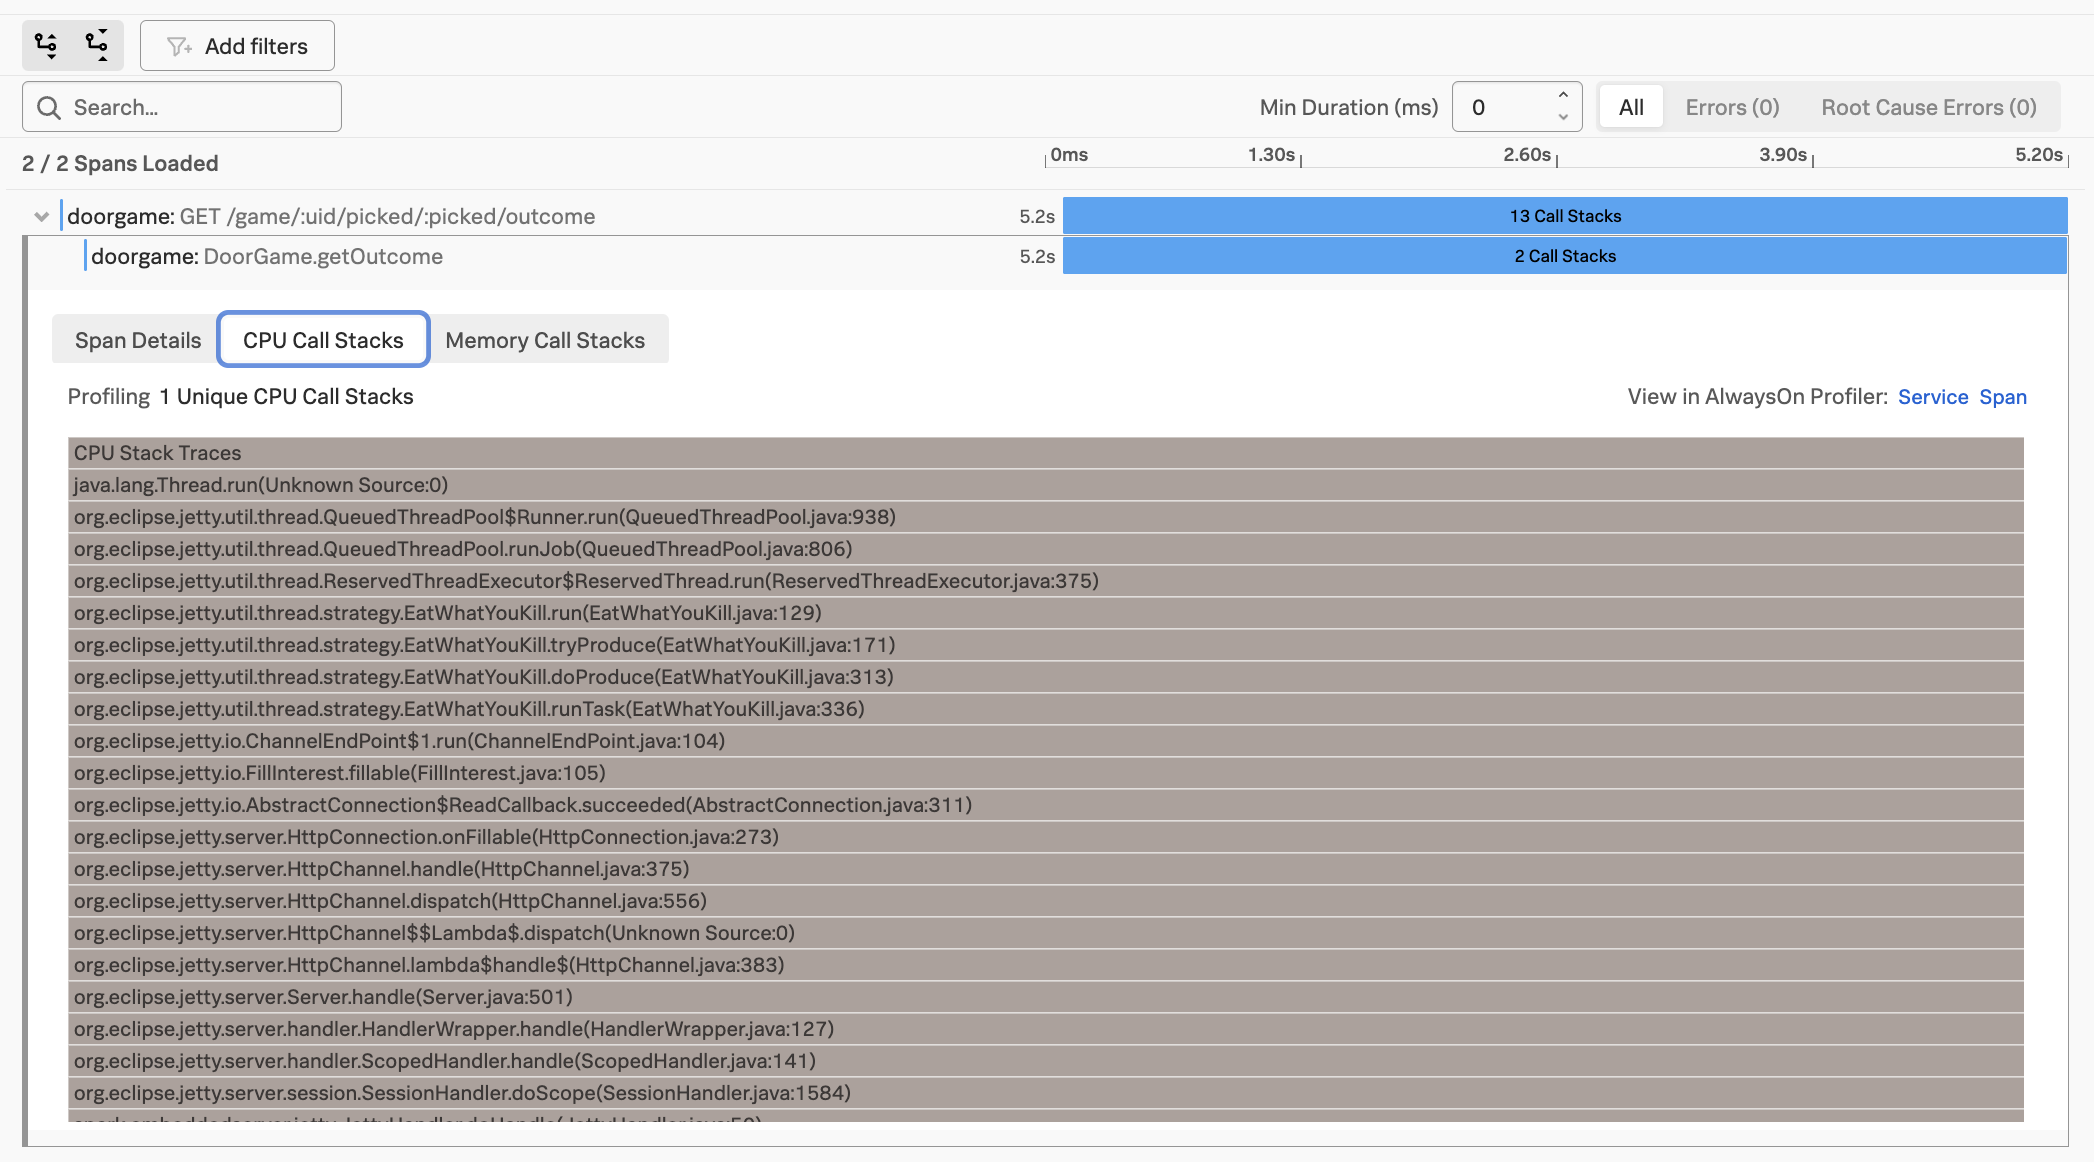 Add filters
Search...
Min Duration (ms) 0 All Errors (0) Root Cause Errors (0)
2 / 2 Spans Loaded 0ms 1.30s 2.60s 3.90s 5.20s
doorgame: GET /game/:uid/picked/:picked/outcome 5.2s 13 Call Stacks
doorgame: DoorGame.getOutcome 5.2s 2 Call Stacks
Span Details CPU Call Stacks Memory Call Stacks
Profiling 1 Unique CPU Call Stacks View in AlwaysOn Profiler: Service Span
CPU Stack Traces
java.lang.Thread.run(Unknown Source:0)
org.eclipse.jetty.util.thread.QueuedThreadPool$Runner.run(QueuedThreadPool.java:938)
org.eclipse.jetty.util.thread.QueuedThreadPool.runJob(QueuedThreadPool.java:806)
org.eclipse.jetty.util.thread.ReservedThreadExecutor$ReservedThread.run(ReservedThreadExecutor.java:375)
org.eclipse.jetty.util.thread.strategy.EatWhatYouKill.run(EatWhatYouKill.java:129)
org.eclipse.jetty.util.thread.strategy.EatWhatYouKill.tryProduce(EatWhatYouKill.java:171)
org.eclipse.jetty.util.thread.strategy.EatWhatYouKill.doProduce(EatWhatYouKill.java:313)
org.eclipse.jetty.util.thread.strategy.EatWhatYouKill.runTask(EatWhatYouKill.java:336)
org.eclipse.jetty.io.ChannelEndPoint$1.run(ChannelEndPoint.java:104)
org.eclipse.jetty.io.FillInterest.fillable(FillInterest.java:105)
org.eclipse.jetty.io.AbstractConnection$ReadCallback.succeeded(AbstractConnection.java:311)
org.eclipse.jetty.server.HttpConnection.onFillable(HttpConnection.java:273)
org.eclipse.jetty.server.HttpChannel.handle(HttpChannel.java:375)
org.eclipse.jetty.server.HttpChannel.dispatch(HttpChannel.java:556)
org.eclipse.jetty.server.HttpChannel$$Lambda$.dispatch(Unknown Source:0)
org.eclipse.jetty.server.HttpChannel.lambda$handle$(HttpChannel.java:383)
org.eclipse.jetty.server.Server.handle(Server.java:501)
org.eclipse.jetty.server.handler.HandlerWrapper.handle(HandlerWrapper.java:127)
org.eclipse.jetty.server.handler.ScopedHandler.handle(ScopedHandler.java:141)
org.eclipse.jetty.server.session.SessionHandler.doScope(SessionHandler.java:1584)